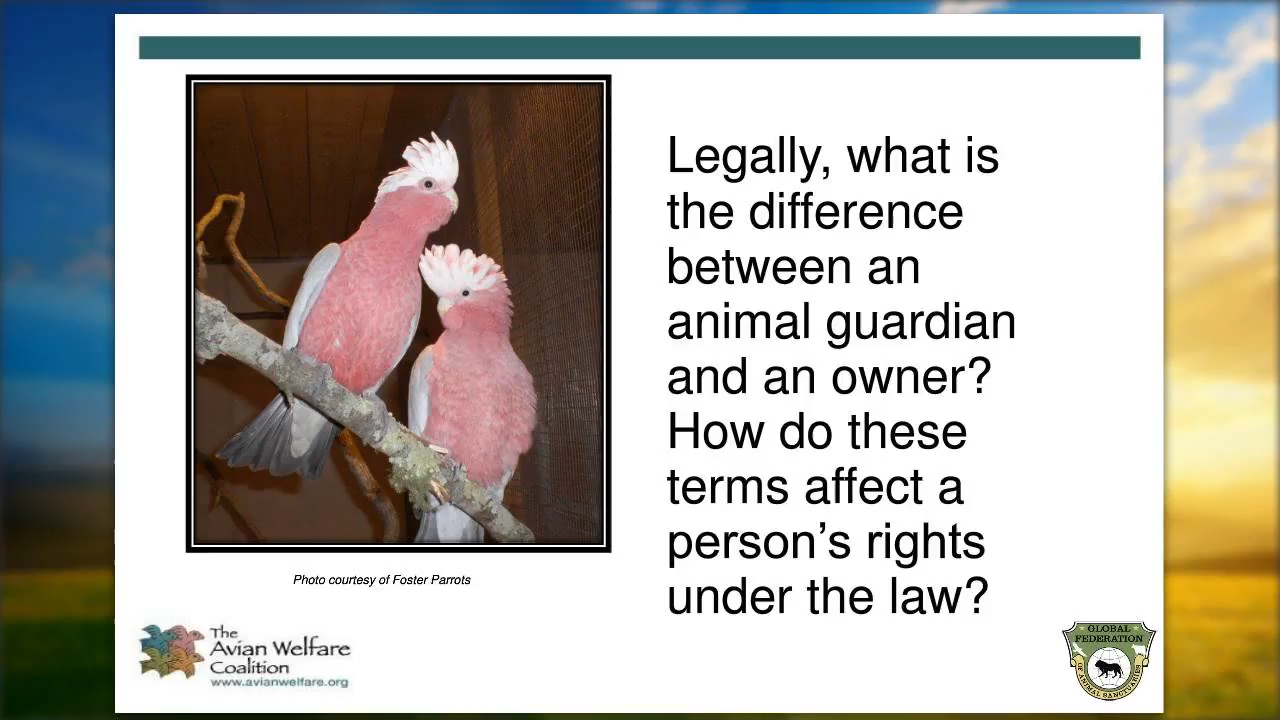 Legally, what is
the difference
between an
animal guardian
and an owner?
How do these
terms affect a
person’s rights
under the law?
Photo courtesy of Foster Parrots
The
Avian Welfare
Coalition
www.avianwelfare.org
GLOBAL
FEDERATION
OF ANIMAL SANCTUARIES